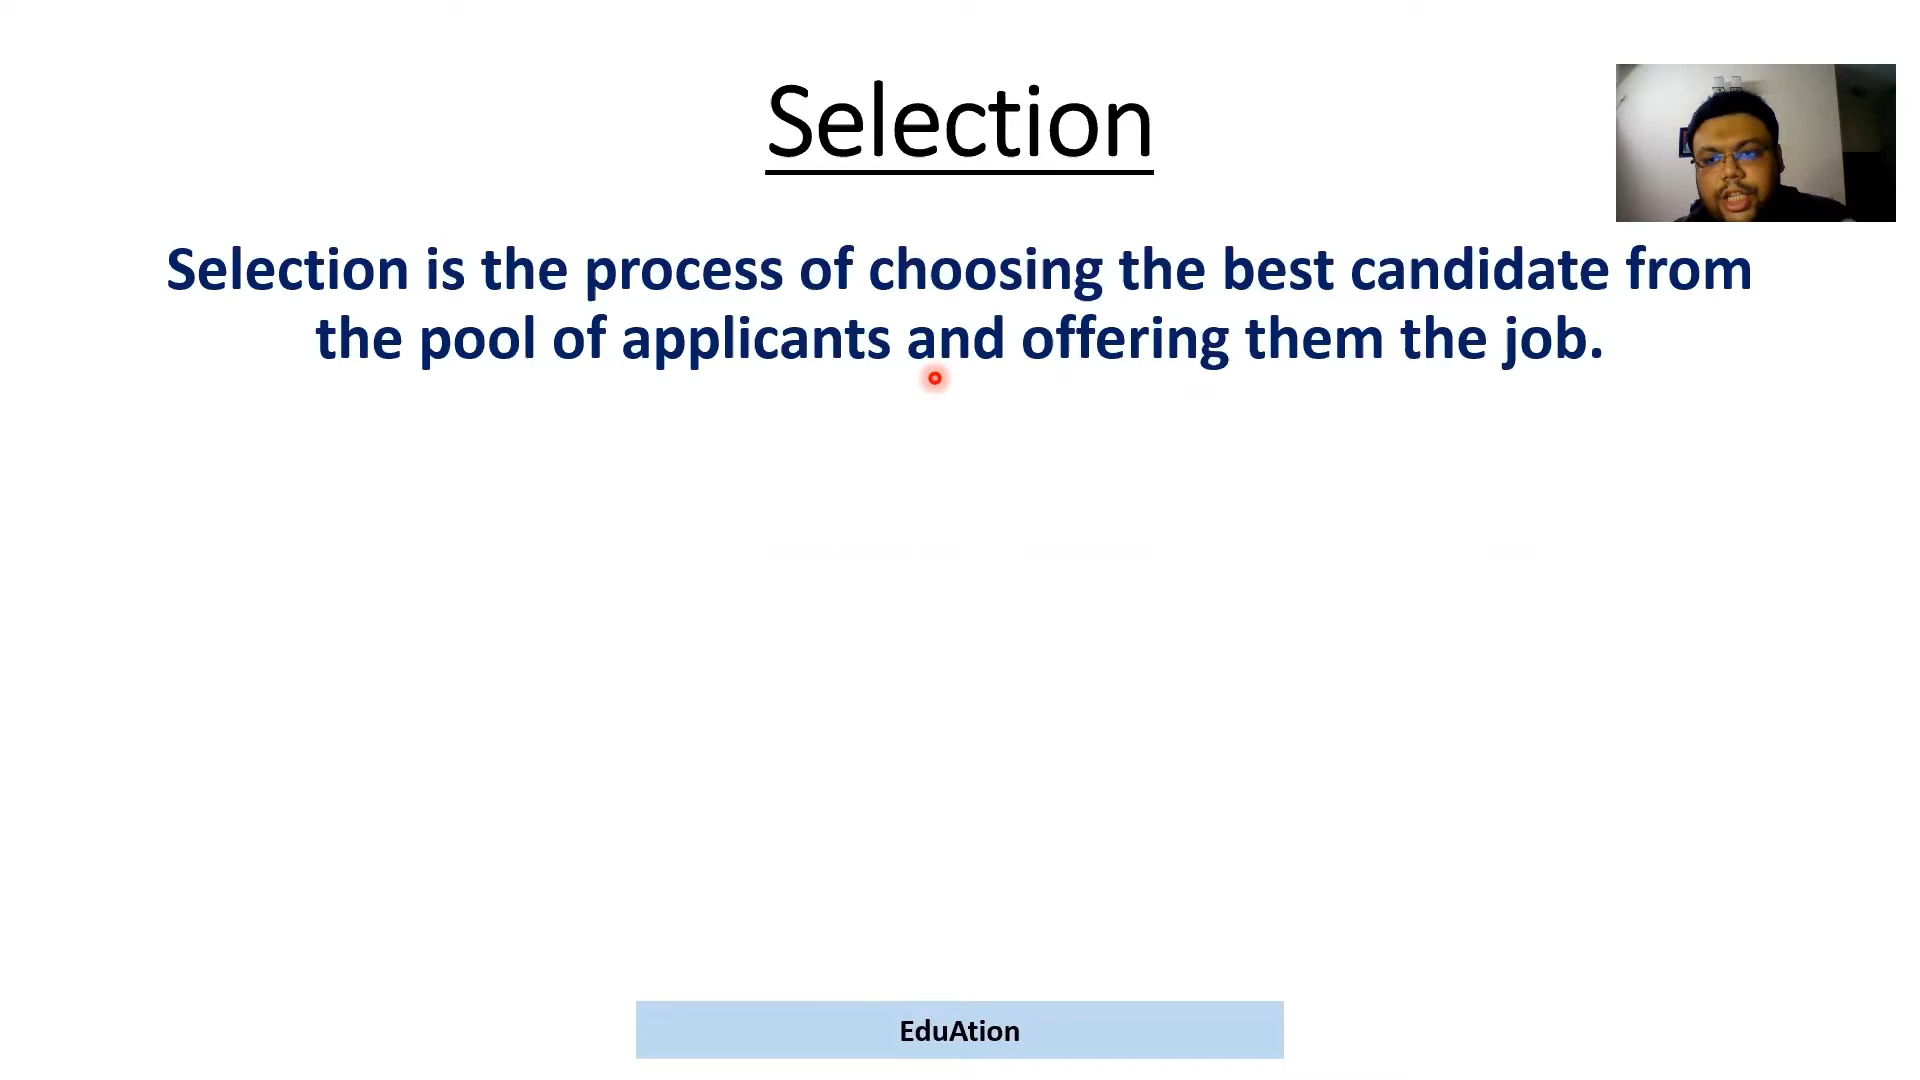 Selection
Selection is the process of choosing the best candidate from
the pool of applicants and offering them the job.
EduAtion